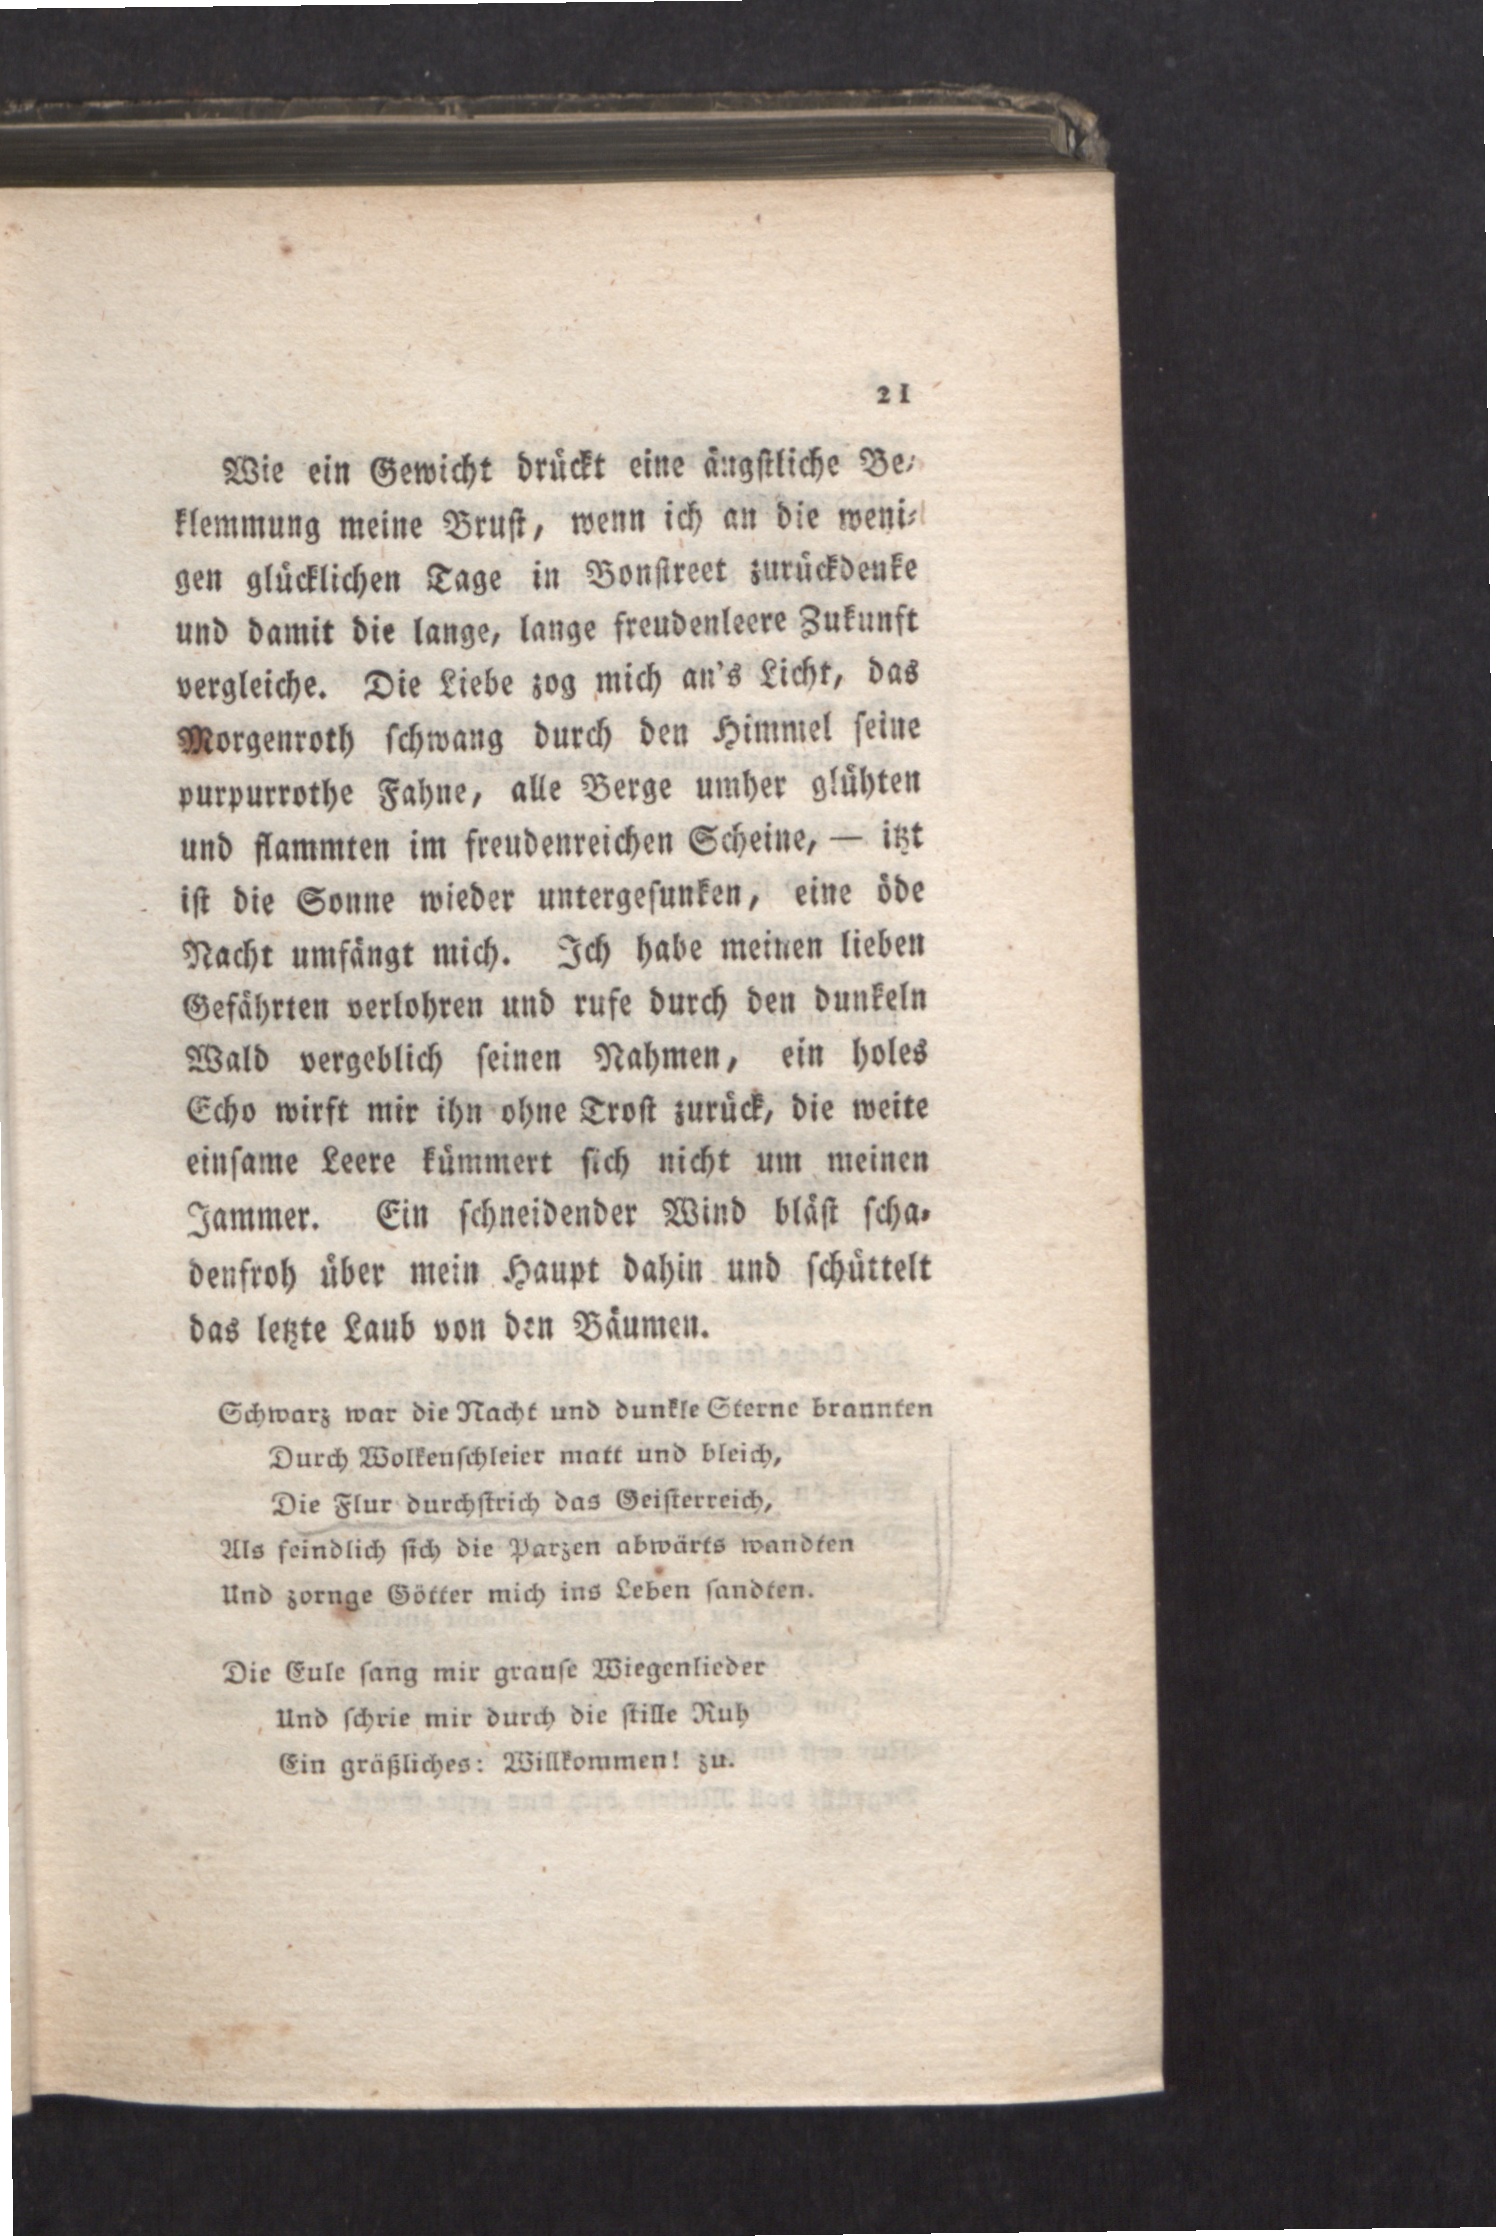 21
Wie ein Gewicht drückt eine ängstliche Be-
klemmung meine Brust, wenn ich an die weni-
gen glücklichen Tage in Bonstreet zurückdenke
und damit die lange, lange freudenleere Zukunft
vergleiche. Die Liebe zog mich an's Licht, das
Morgenroth schwang durch den Himmel seine
purpurrothe Fahne, alle Berge umher glühten
und flammten im freudenreichen Scheine, — itzt
ist die Sonne wieder untergesunken, eine öde
Nacht umfängt mich. Ich habe meinen lieben
Gefährten verlohren und rufe durch den dunkeln
Wald vergeblich seinen Nahmen, ein holes
Echo wirft mir ihn ohne Trost zurück, die weite
einsame Leere kümmert sich nicht um meinen
Jammer. Ein schneidender Wind bläst scha-
denfroh über mein Haupt dahin und schüttelt
das letzte Laub von den Bäumen.
Schwarz war die Nacht und dunkle Sterne brannten
Durch Wolkenschleier matt und bleich,
Die Flur durchstrich das Geisterreich,
Als feindlich sich die Parzen abwärts wandten
Und zornge Götter mich ins Leben sandten.
Die Eule sang mir grause Wiegenlieder
Und schrie mir durch die stille Ruh
Ein gräßliches: Willkommen! zu.